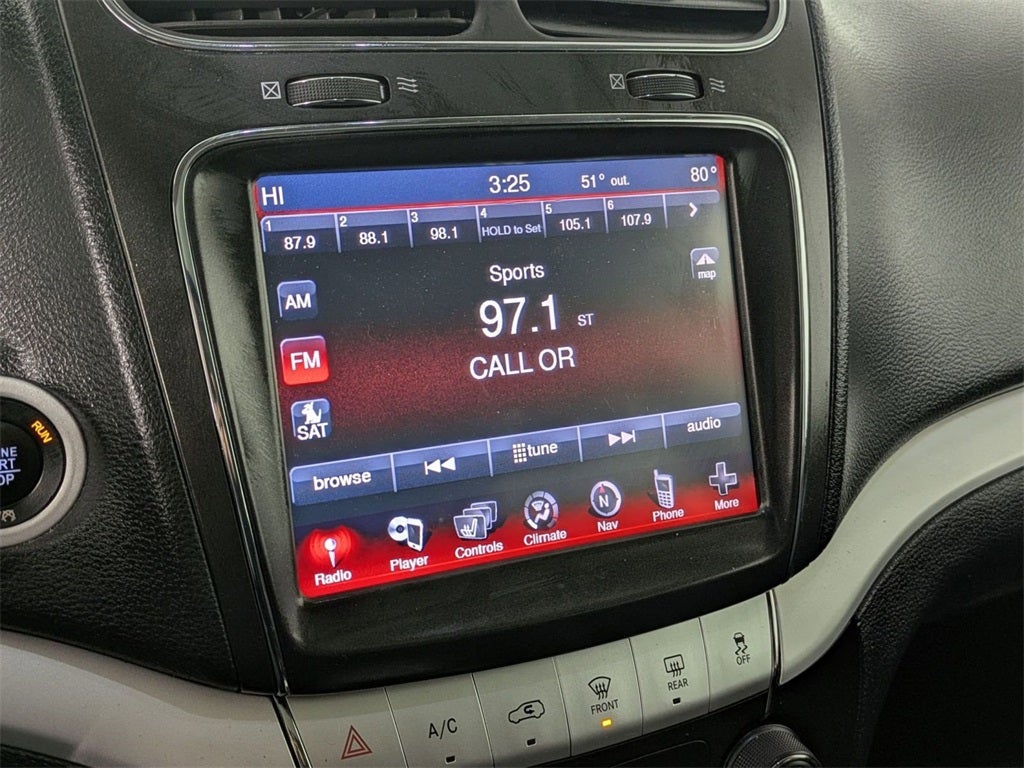 HI 3:25 51° out. 80°
1 2 3 4 5 6
87.9 88.1 98.1 HOLD to Set 105.1 107.9
Sports
map
AM
97.1 ST
FM
CALL OR
SAT
browse tune audio
Radio Player Controls Climate N Nav Phone More
RUN
A/C
FRONT
REAR
OFF